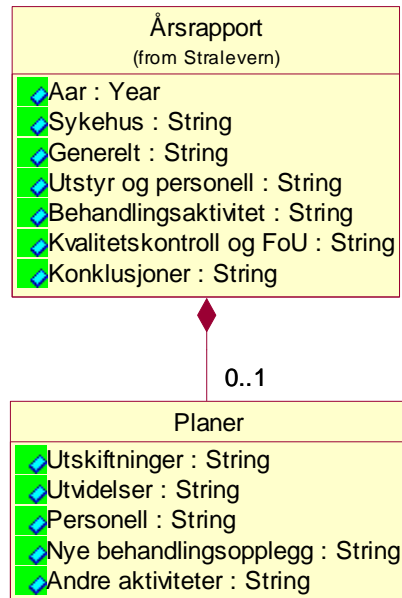 Årsrapport
(from Stralevern)
Aar : Year
Sykehus : String
Generelt : String
Utstyr og personell : String
Behandlingsaktivitet : String
Kvalitetskontroll og FoU : String
Konklusjoner : String
0..1
Planer
Utskiftninger : String
Utvidelser : String
Personell : String
Nye behandlingsopplegg : String
Andre aktiviteter : String